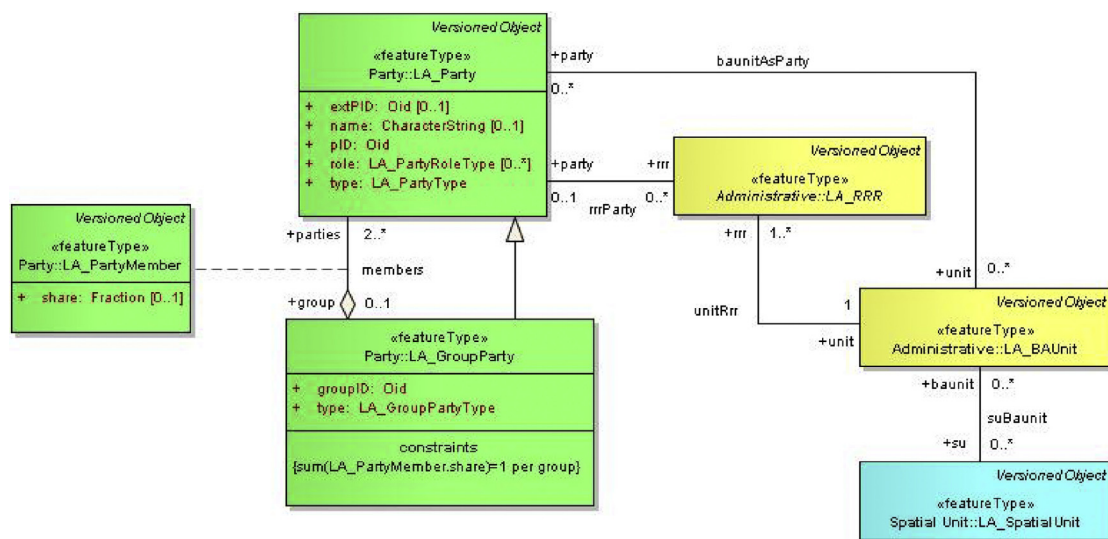 Versioned Object
«featureType»
Party::LA_Party
+ extPID: Oid [0..1]
+ name: CharacterString [0..1]
+ pID: Oid
+ role: LA_PartyRoleType [0..*]
+ type: LA_PartyType
+party
0..*
baunitAsParty
+party
0..1
rrrParty
+rrr
0..*
Versioned Object
«featureType»
Administrative::LA_RRR
+rrr
1..*
unitRrr
+unit
0..*
1
+unit
Versioned Object
«featureType»
Party::LA_PartyMember
+ share: Fraction [0..1]
+parties
2..*
members
+group
0..1
«featureType»
Party::LA_GroupParty
+ groupID: Oid
+ type: LA_GroupPartyType
constraints
{sum(LA_PartyMember.share)=1 per group}
Versioned Object
«featureType»
Administrative::LA_BAUnit
+baunit
0..*
suBaunit
+su
0..*
Versioned Object
«featureType»
Spatial Unit::LA_SpatialUnit